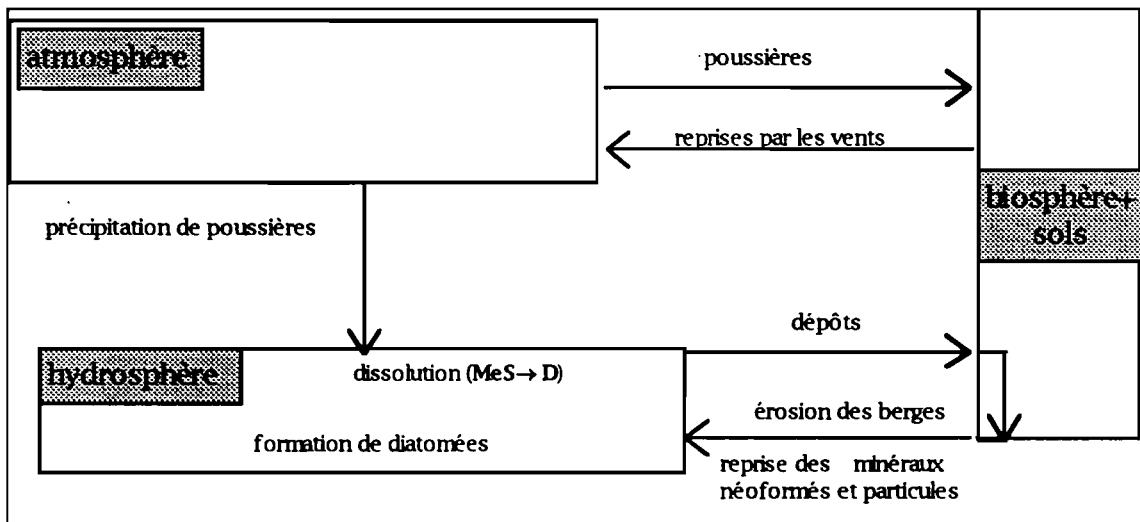 atmosphère
poussières
reprises par les vents
biosphère+
sols
précipitation de poussières
dépôts
hydrosphère
dissolution (MeS→D)
érosion des berges
formation de diatomées
reprise des minéraux
néoformés et particules